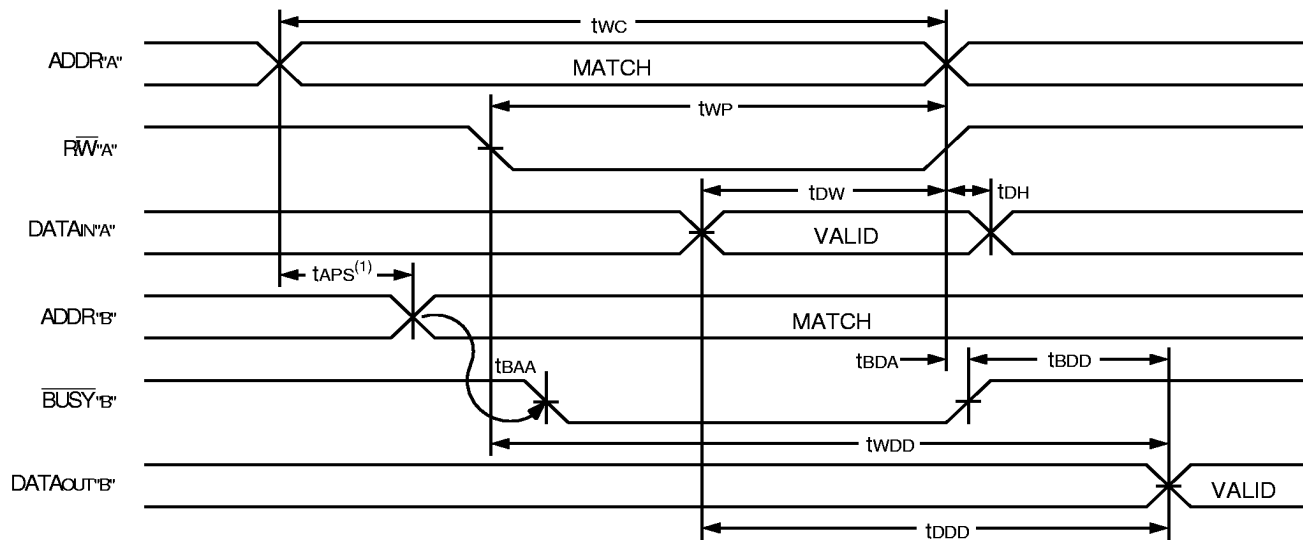 tWC
ADDR"A"
MATCH
tWP
R/W"A"
tDW
tDH
DATAIN"A"
VALID
tAPS(1)
ADDR"B"
MATCH
tBAA
tBDA
tBDD
BUSY"B"
tWDD
DATAOUT"B"
VALID
tDDD